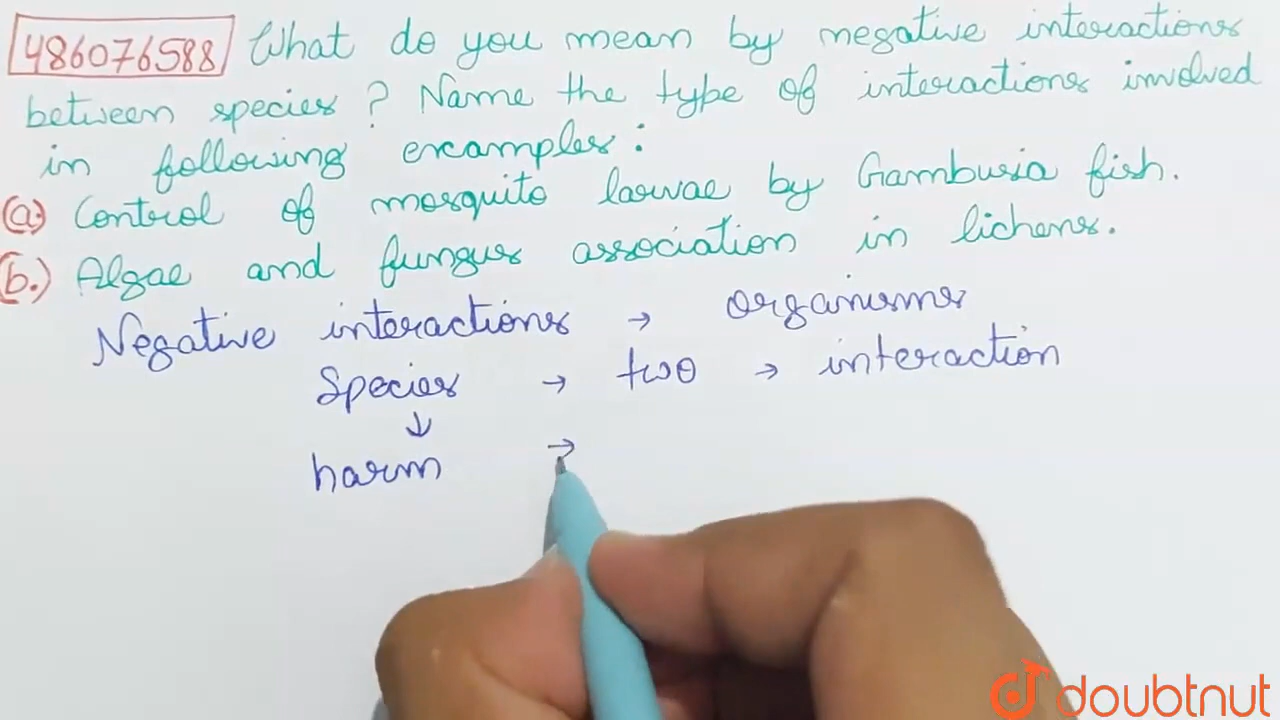 486076588 What do you mean by negative interactions
between species? Name the type of interactions involved
in following examples:
(a.) Control of mosquito larvae by Gambusia fish.
(b.) Algae and fungus association in lichens.
Negative interactions → organisms
Species → two → interaction
↓
harm →
doubtnut